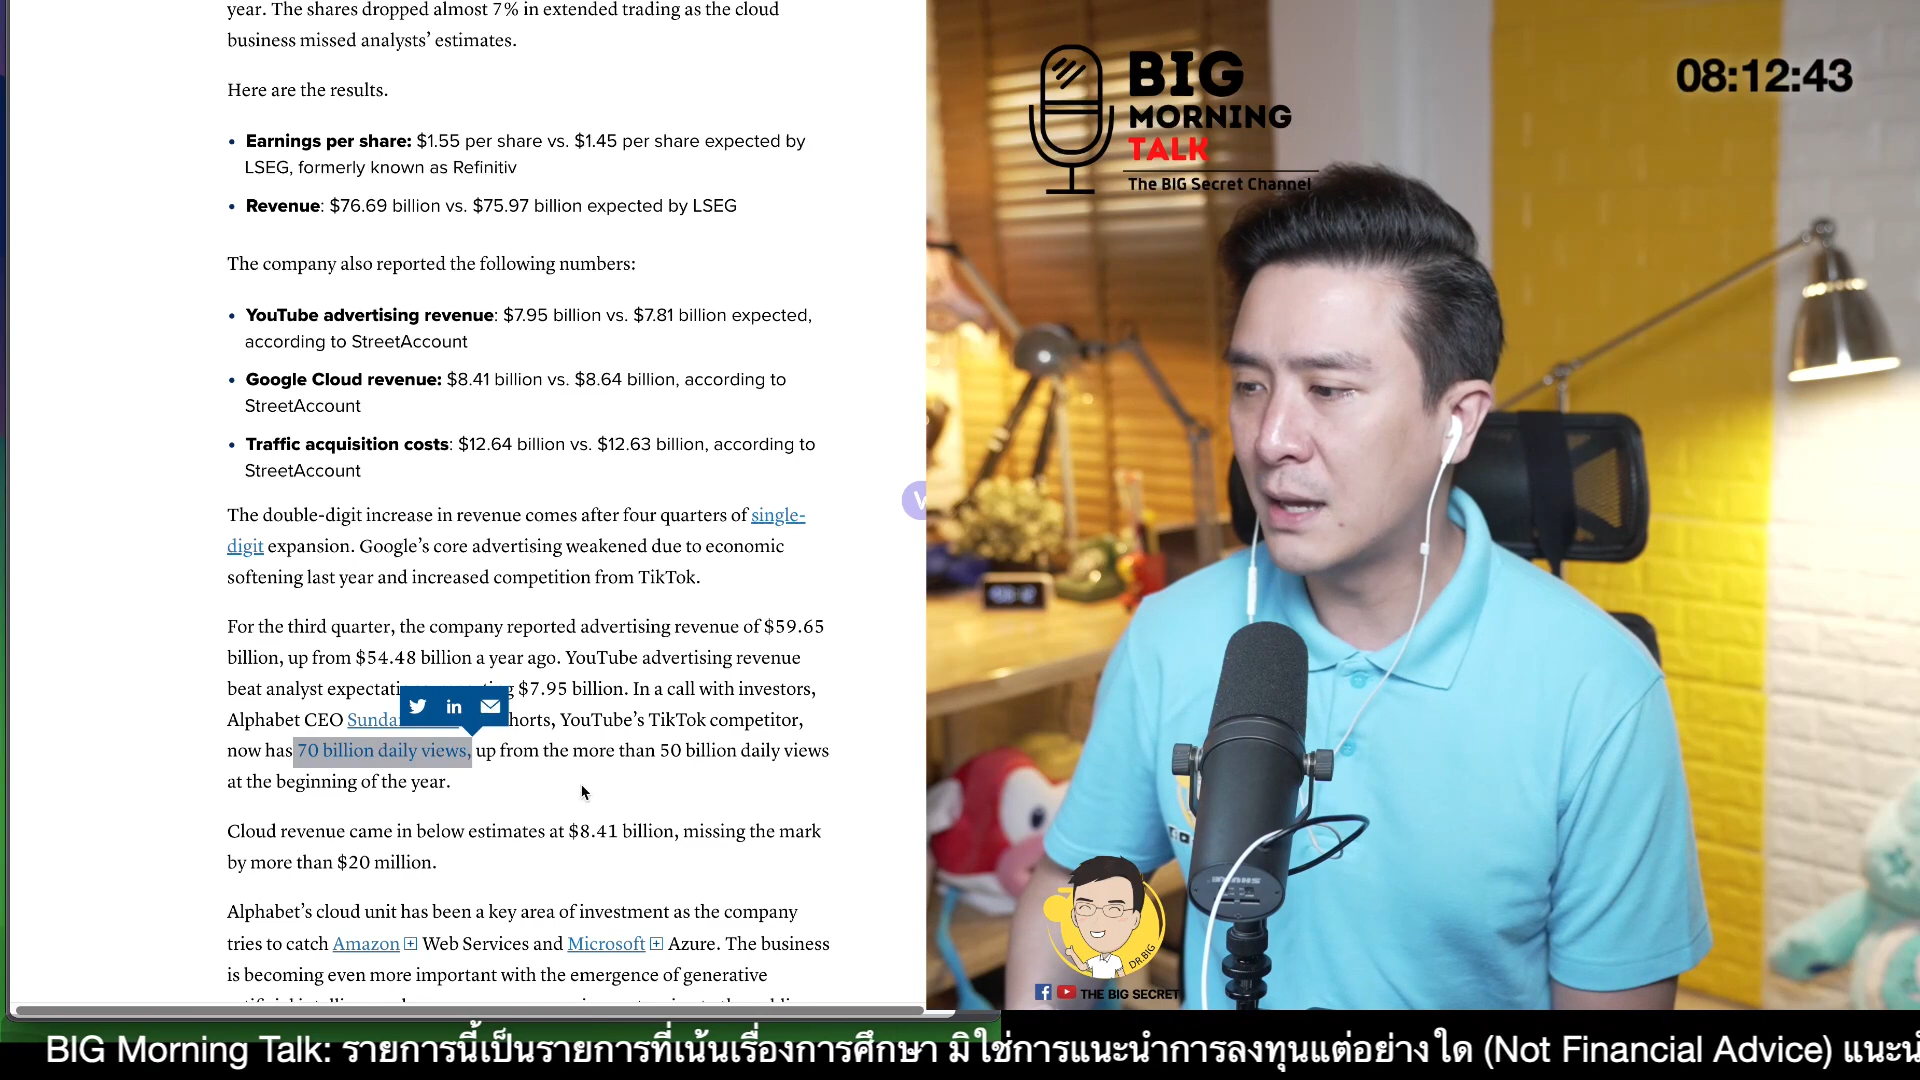 year. The shares dropped almost 7% in extended trading as the cloud
business missed analysts’ estimates.
Here are the results.
• Earnings per share: $1.55 per share vs. $1.45 per share expected by
LSEG, formerly known as Refinitiv
• Revenue: $76.69 billion vs. $75.97 billion expected by LSEG
The company also reported the following numbers:
• YouTube advertising revenue: $7.95 billion vs. $7.81 billion expected,
according to StreetAccount
• Google Cloud revenue: $8.41 billion vs. $8.64 billion, according to
StreetAccount
• Traffic acquisition costs: $12.64 billion vs. $12.63 billion, according to
StreetAccount
The double-digit increase in revenue comes after four quarters of single-
digit expansion. Google’s core advertising weakened due to economic
softening last year and increased competition from TikTok.
For the third quarter, the company reported advertising revenue of $59.65
billion, up from $54.48 billion a year ago. YouTube advertising revenue
beat analyst $7.95 billion. In a call with investors,
Alphabet CEO YouTube’s TikTok competitor,
now has 70 billion daily views, up from the more than 50 billion daily views
at the beginning of the year.
Cloud revenue came in below estimates at $8.41 billion, missing the mark
by more than $20 million.
Alphabet’s cloud unit has been a key area of investment as the company
tries to catch Amazon Web Services and Microsoft Azure. The business
is becoming even more important with the emergence of generative
in
BIG
MORNING
TALK
The BIG Secret Channel
08:12:43
SHURE
DR.BIG
THE BIG SECRET
BIG Morning Talk: รายการนี้เป็นรายการที่เน้นเรื่องการศึกษา มิใช่การแนะนำการลงทุนแต่อย่างใด (Not Financial Advice)